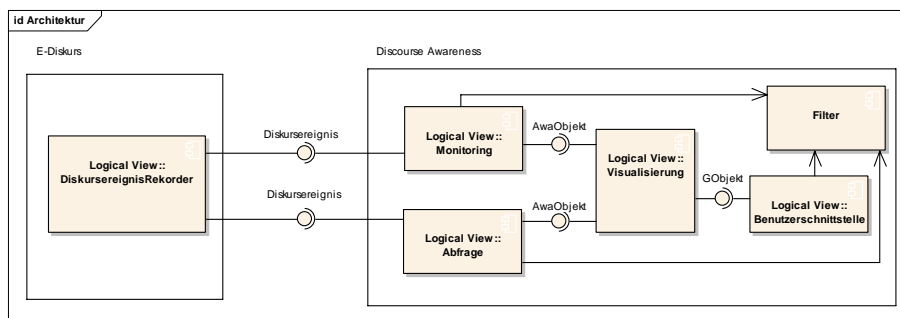 id Architektur
E-Diskurs
Discourse Awareness
Logical View::
DiskursereignisRekorder
Diskursereignis
Diskursereignis
Logical View::
Monitoring
Logical View::
Abfrage
AwaObjekt
AwaObjekt
Logical View::
Visualisierung
GObjekt
Filter
Logical View::
Benutzerschnittstelle